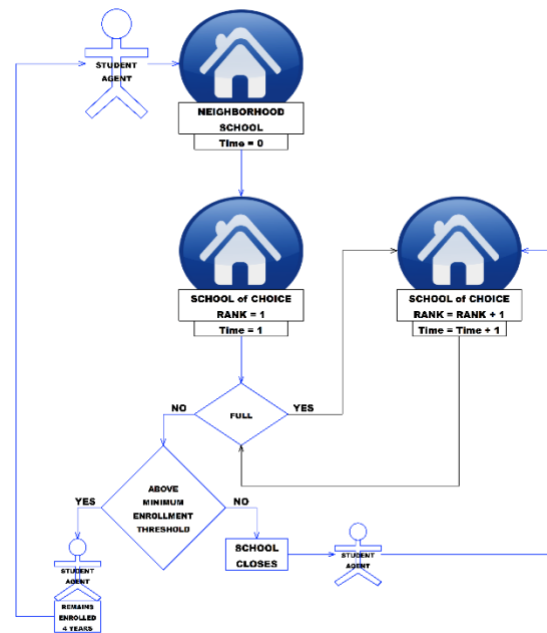 STUDENT
AGENT
NEIGHBORHOOD
SCHOOL
Time = 0
SCHOOL of CHOICE
RANK = 1
Time = 1
SCHOOL of CHOICE
RANK = RANK + 1
Time = Time + 1
NO
FULL
YES
YES
ABOVE
MINIMUM
ENROLLMENT
THRESHOLD
NO
SCHOOL
CLOSES
STUDENT
AGENT
STUDENT
AGENT
REMAINS
ENROLLED
4 YEARS